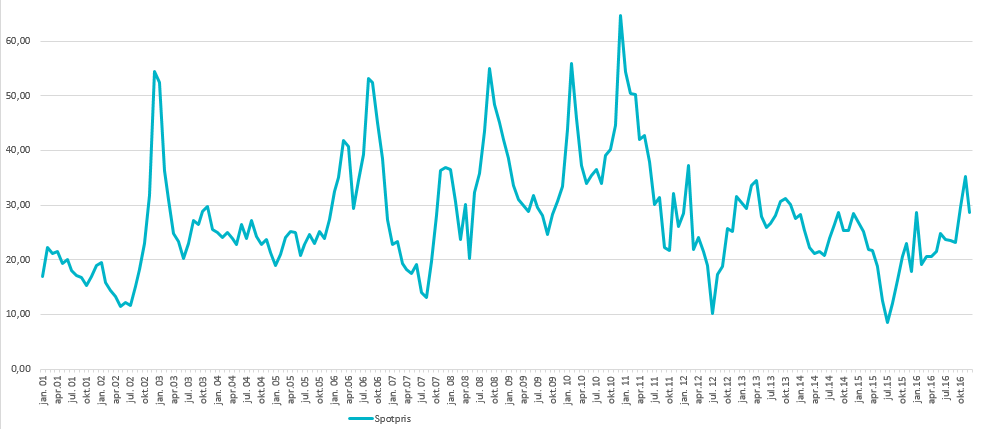 60,00
50,00
40,00
30,00
20,00
10,00
0,00
jan. 01
apr.01
jul. 01
okt.01
jan. 02
apr.02
jul. 02
okt.02
jan. 03
apr.03
jul. 03
okt.03
jan. 04
apr.04
jul. 04
okt.04
jan. 05
apr.05
jul. 05
okt.05
jan. 06
apr.06
jul. 06
okt.06
jan. 07
apr.07
jul. 07
okt.07
jan. 08
apr.08
jul. 08
okt.08
jan. 09
apr.09
jul. 09
okt.09
jan. 10
apr.10
jul. 10
okt.10
jan. 11
apr.11
jul. 11
okt.11
jan. 12
apr.12
jul. 12
okt.12
jan. 13
apr.13
jul. 13
okt.13
jan. 14
apr.14
jul. 14
okt.14
jan. 15
apr.15
jul. 15
okt.15
jan. 16
apr.16
jul. 16
okt.16
Spotpris